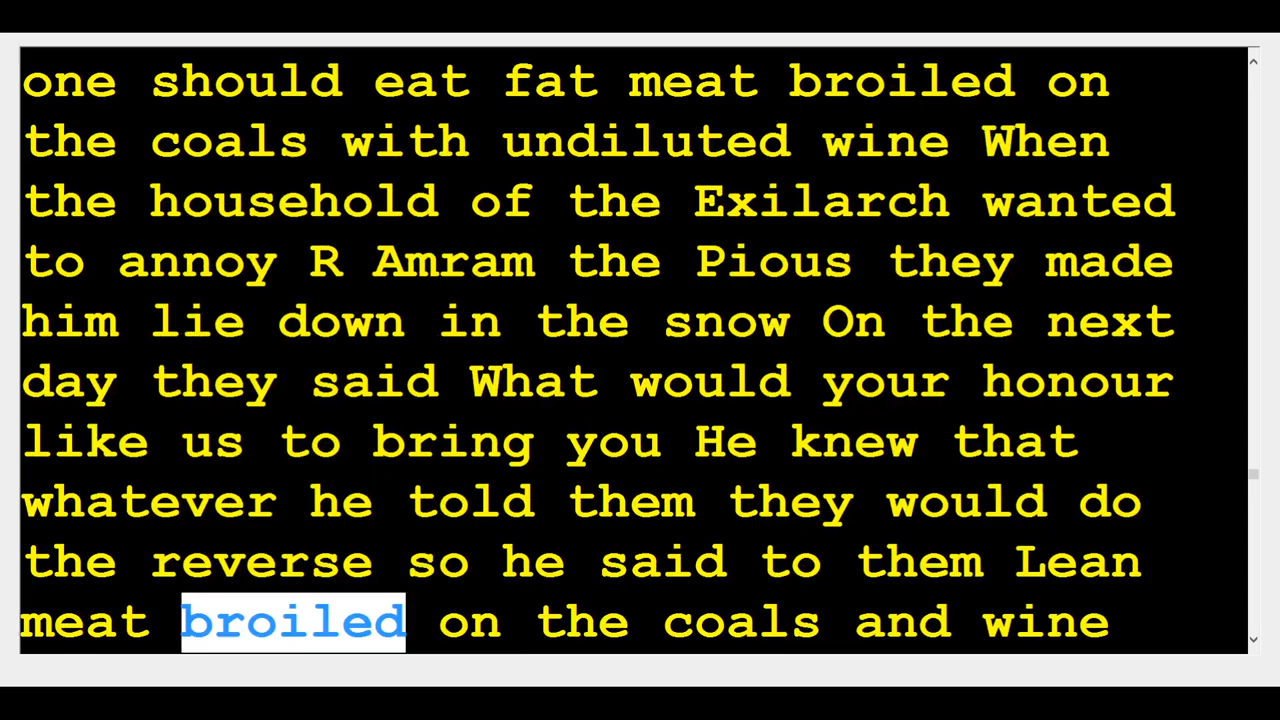 one should eat fat meat broiled on
the coals with undiluted wine When
the household of the Exilarch wanted
to annoy R Amram the Pious they made
him lie down in the snow On the next
day they said What would your honour
like us to bring you He knew that
whatever he told them they would do
the reverse so he said to them Lean
meat broiled on the coals and wine